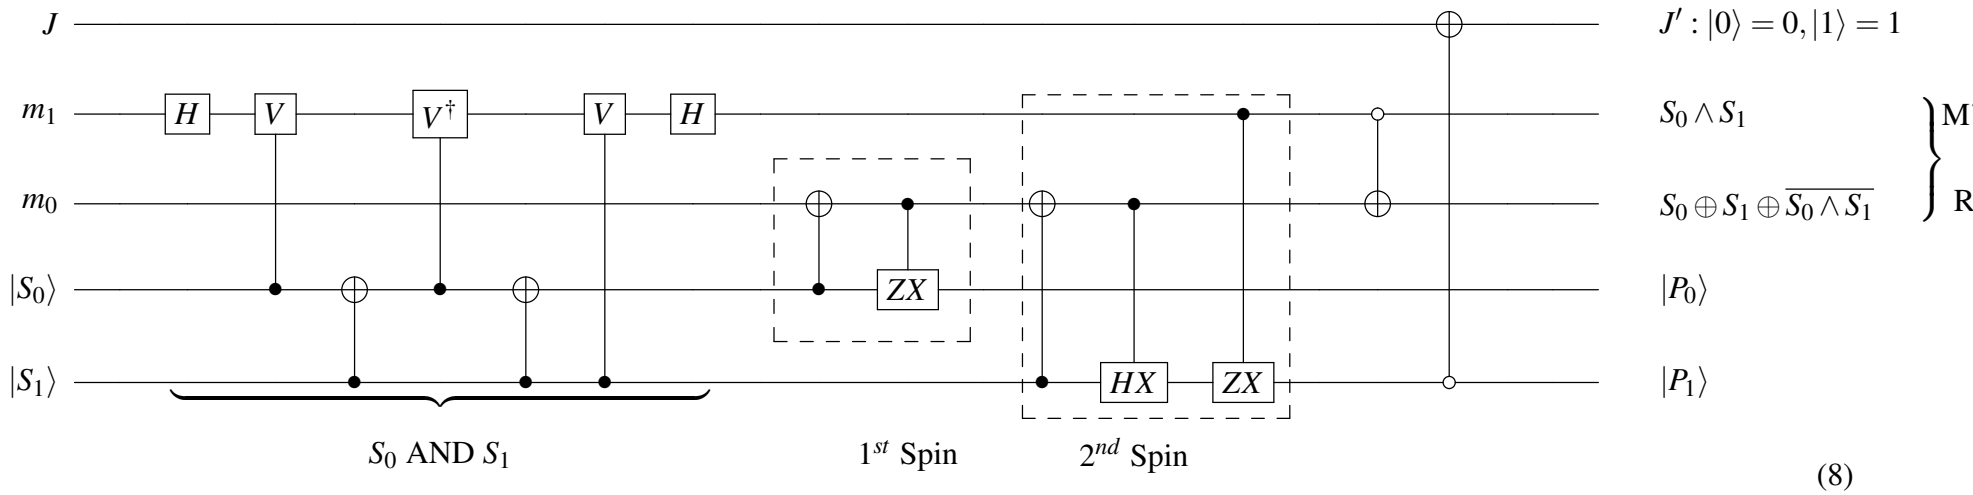 J J′ : |0⟩ = 0, |1⟩ = 1
m₁ H V V† V H S₀ ∧ S₁ M
m₀ S₀ ⊕ S₁ ⊕ \overline{S₀ ∧ S₁} R
|S₀⟩ ZX |P₀⟩
|S₁⟩ HX ZX |P₁⟩
S₀ AND S₁ 1ˢᵗ Spin 2ⁿᵈ Spin
(8)